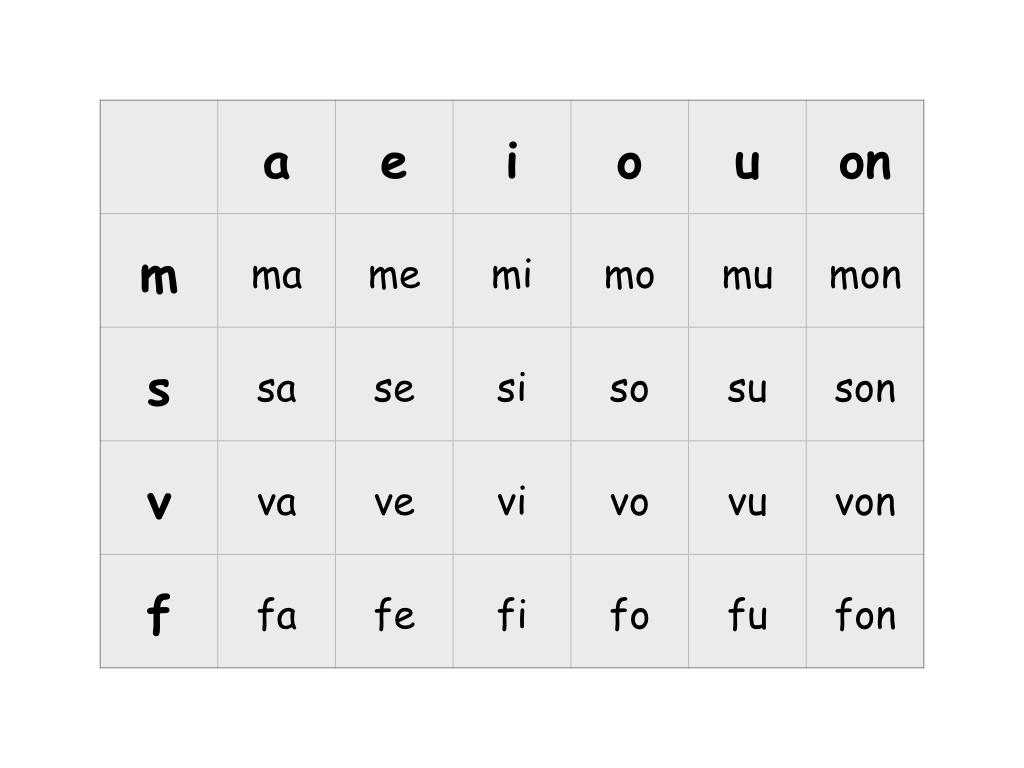 a e i o u on
m ma me mi mo mu mon
s sa se si so su son
v va ve vi vo vu von
f fa fe fi fo fu fon